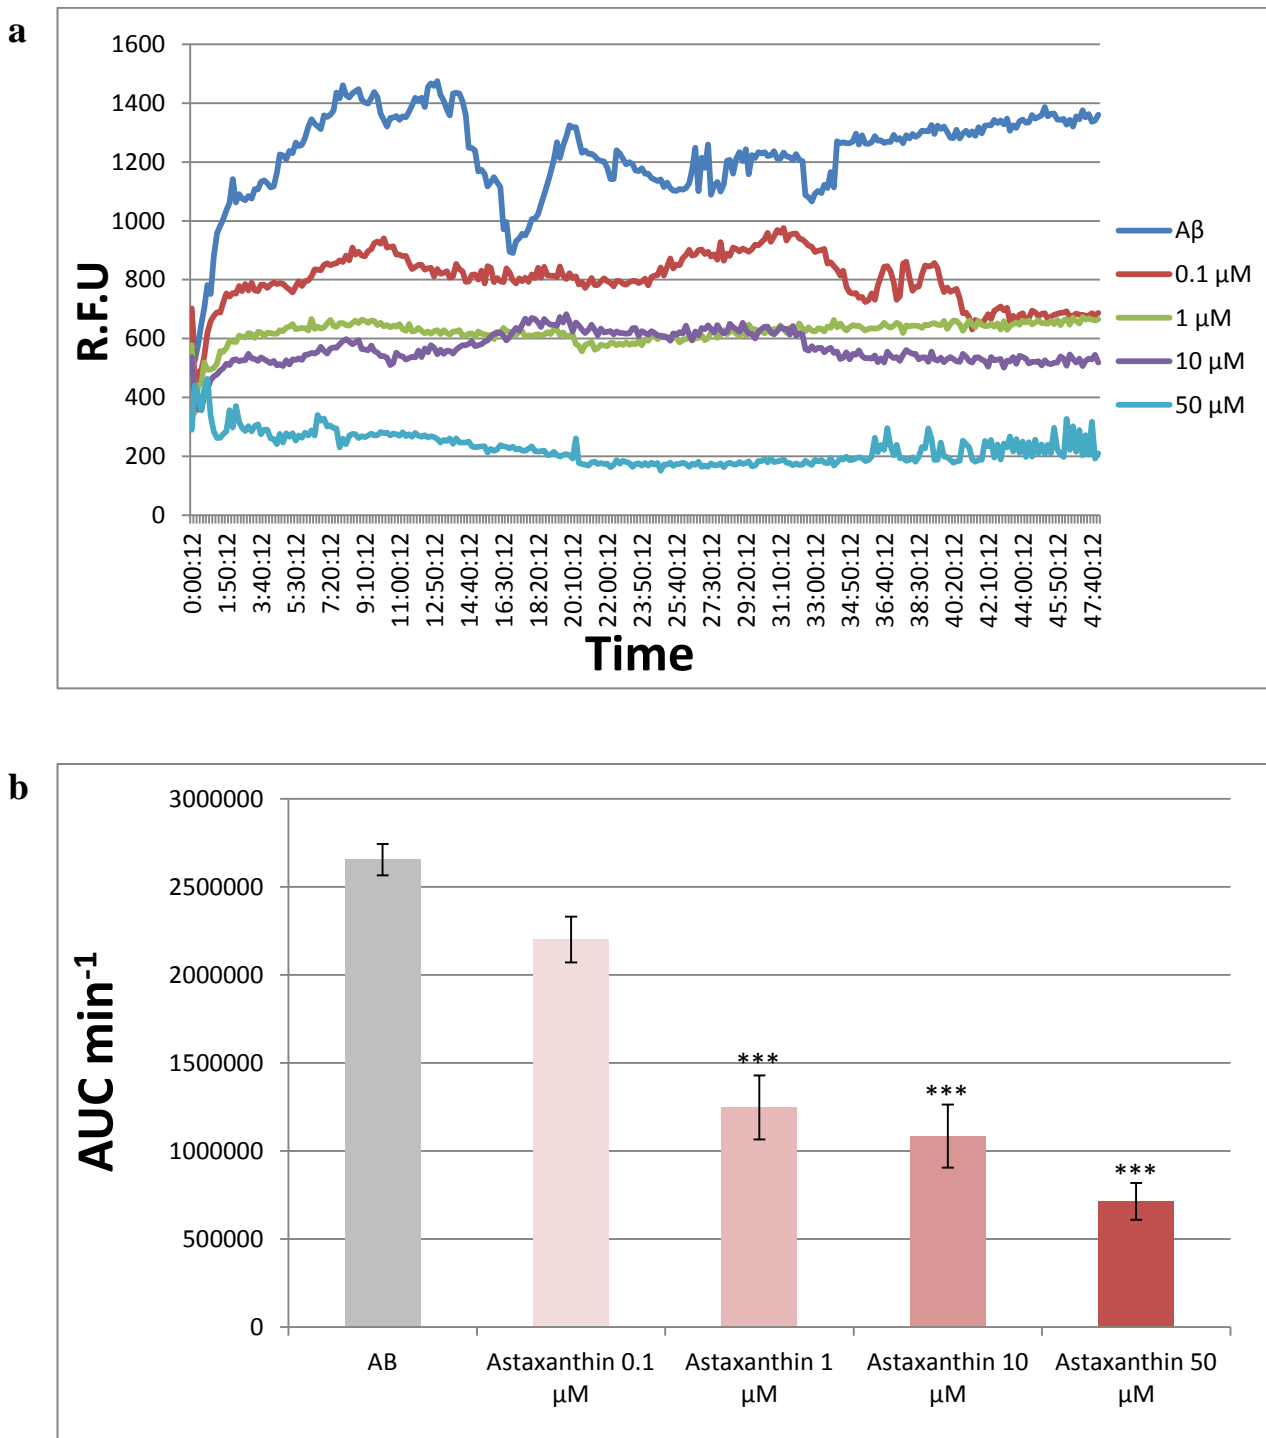 a
1600
1400
1200
1000
800
600
400
200
0
R.F.U
0:00:12
1:50:12
3:40:12
5:30:12
7:20:12
9:10:12
11:00:12
12:50:12
14:40:12
16:30:12
18:20:12
20:10:12
22:00:12
23:50:12
25:40:12
27:30:12
29:20:12
31:10:12
33:00:12
34:50:12
36:40:12
38:30:12
40:20:12
42:10:12
44:00:12
45:50:12
47:40:12
Time
Aβ
0.1 μM
1 μM
10 μM
50 μM
b
3000000
2500000
2000000
1500000
1000000
500000
0
AUC min-1
***
***
***
AB
Astaxanthin 0.1
μM
Astaxanthin 1
μM
Astaxanthin 10
μM
Astaxanthin 50
μM